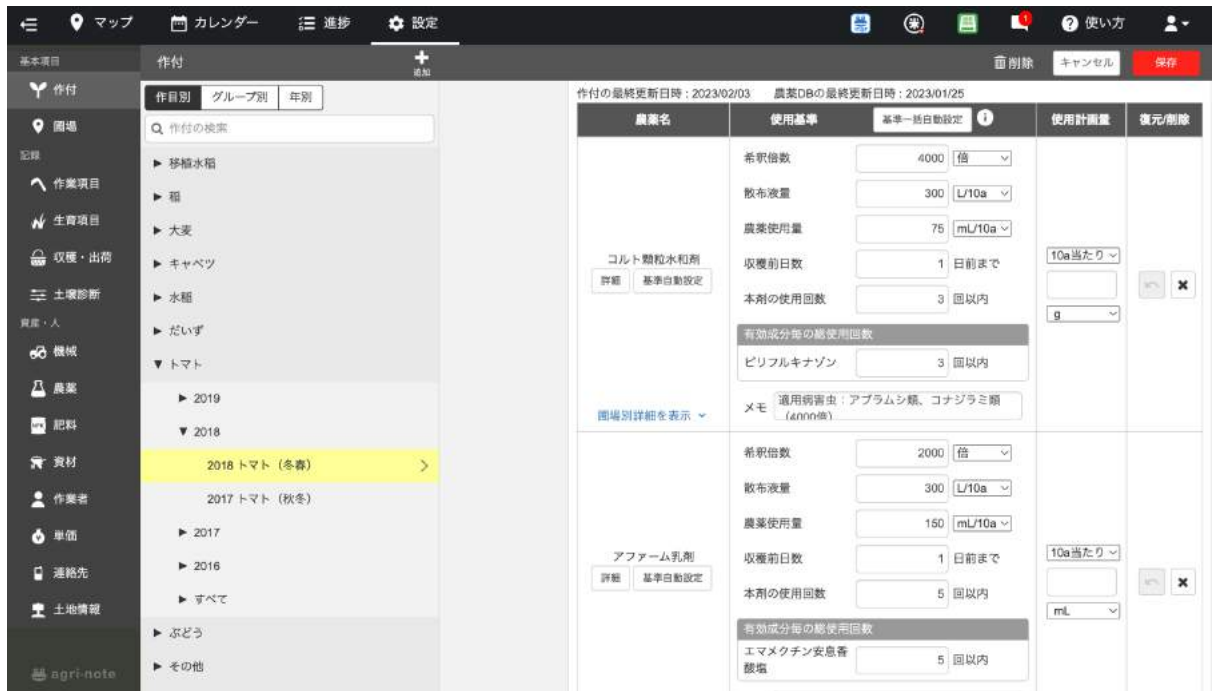 マップ
カレンダー
進捗
設定
使い方
基本項目
作付
圃場
記録
作業項目
生育項目
収穫・出荷
土壌診断
資産・人
機械
農薬
肥料
資材
作業者
単価
連絡先
土地情報
agri-note
作付
追加
削除
キャンセル
保存
作目別
グループ別
年別
作付の検索
移植水稲
稲
大麦
キャベツ
水稲
だいず
トマト
2019
2018
2018 トマト（冬春）
2017 トマト（秋冬）
2017
2016
すべて
ぶどう
その他
作付の最終更新日時：2023/02/03 農薬DBの最終更新日時：2023/01/25
農薬名
使用基準
基準一括自動設定
使用計画量
復元/削除
コルト顆粒水和剤
詳細
基準自動設定
圃場別詳細を表示
希釈倍数 4000 倍
散布液量 300 L/10a
農薬使用量 75 mL/10a
収穫前日数 1 日前まで
本剤の使用回数 3 回以内
有効成分毎の総使用回数
ピリフルキナゾン 3 回以内
メモ 適用病害虫：アブラムシ類、コナジラミ類
（4000倍）
10a当たり
g
アファーム乳剤
詳細
基準自動設定
希釈倍数 2000 倍
散布液量 300 L/10a
農薬使用量 150 mL/10a
収穫前日数 1 日前まで
本剤の使用回数 5 回以内
有効成分毎の総使用回数
エマメクチン安息香
酸塩
5 回以内
10a当たり
mL